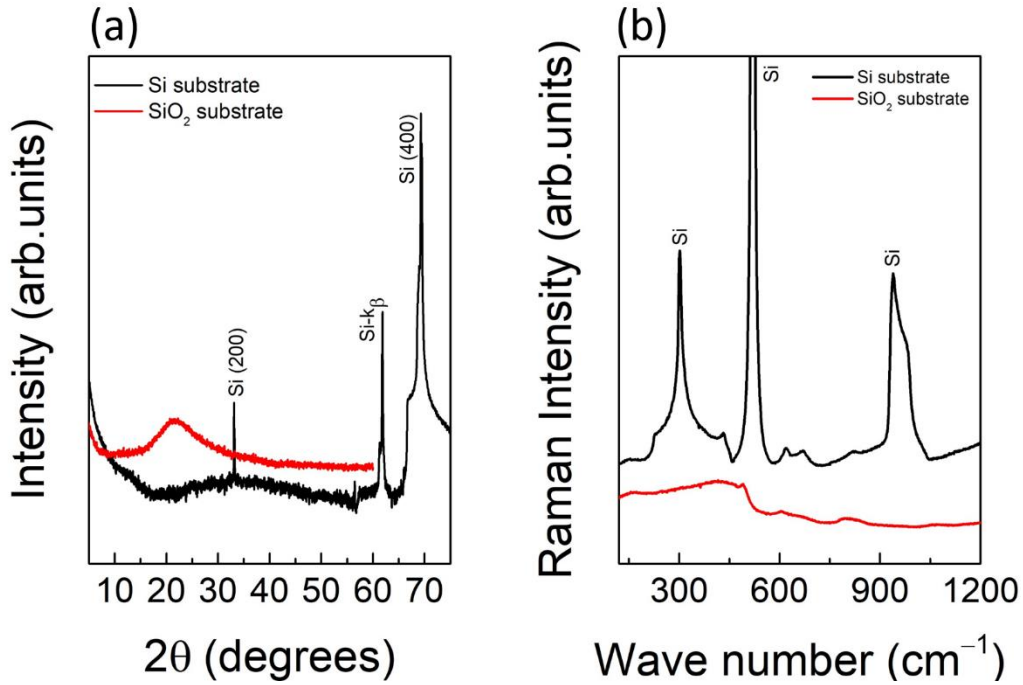 (a)
Si substrate
SiO₂ substrate
Si (200)
Si-kβ
Si (400)
Intensity (arb.units)
10 20 30 40 50 60 70
2θ (degrees)
(b)
Si substrate
SiO₂ substrate
Si
Si
Si
Raman Intensity (arb.units)
300 600 900 1200
Wave number (cm⁻¹)